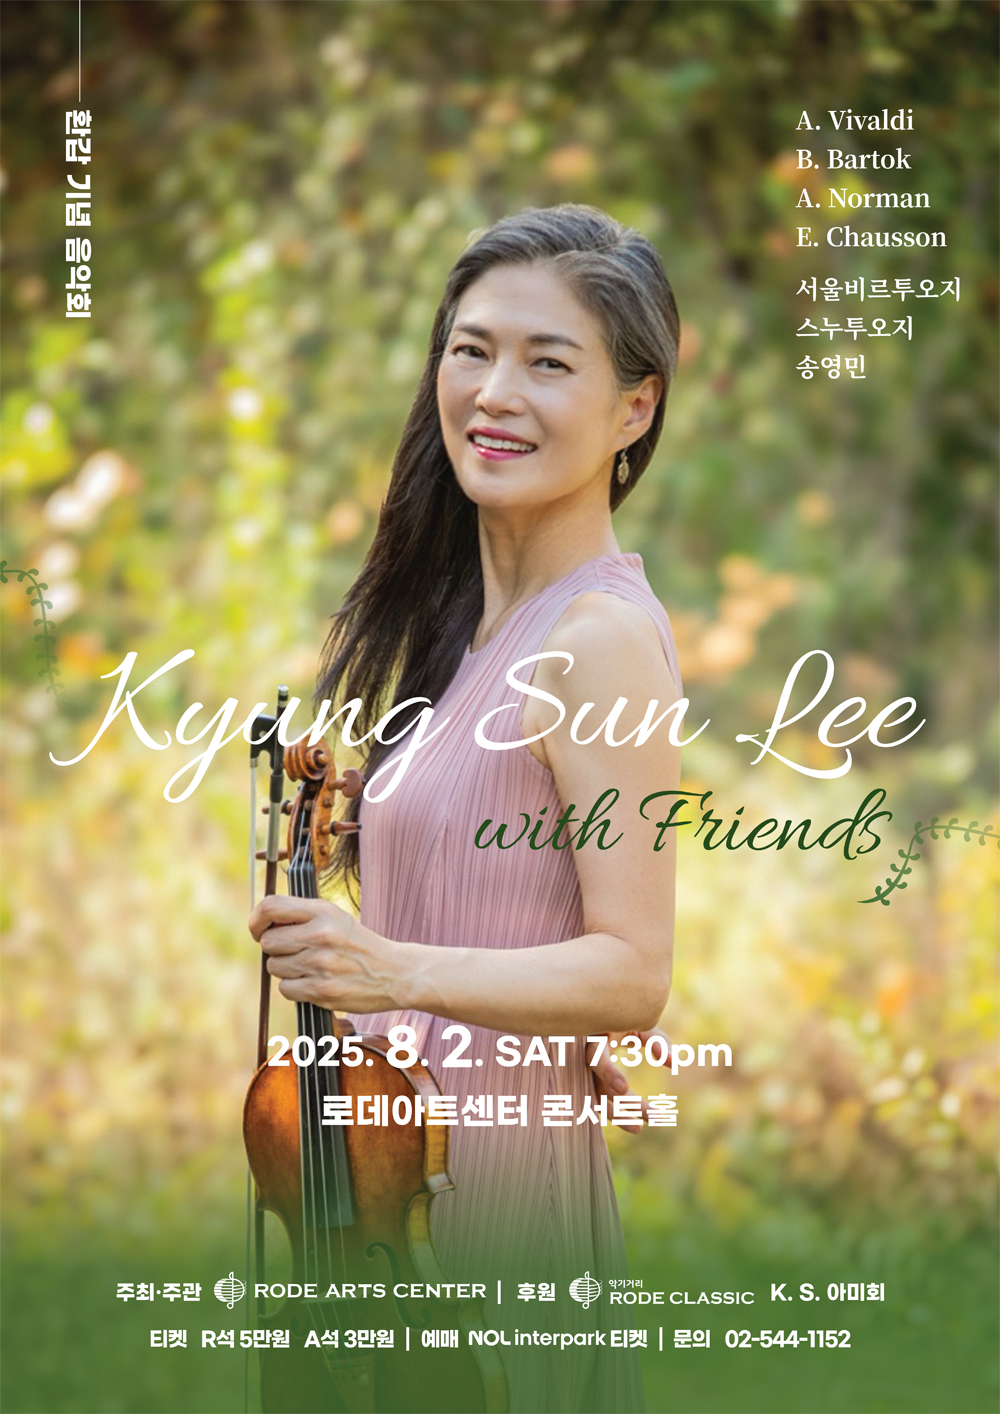 환갑 기념 음악회
A. Vivaldi
B. Bartok
A. Norman
E. Chausson
서울비르투오지
스누투오지
송영민
Kyung Sun Lee
with Friends
2025. 8. 2. SAT 7:30pm
로데아트센터 콘서트홀
주최·주관 RODE ARTS CENTER | 후원 악기거리 RODE CLASSIC K. S. 아미회
티켓 R석 5만원 A석 3만원 | 예매 NOL interpark 티켓 | 문의 02-544-1152